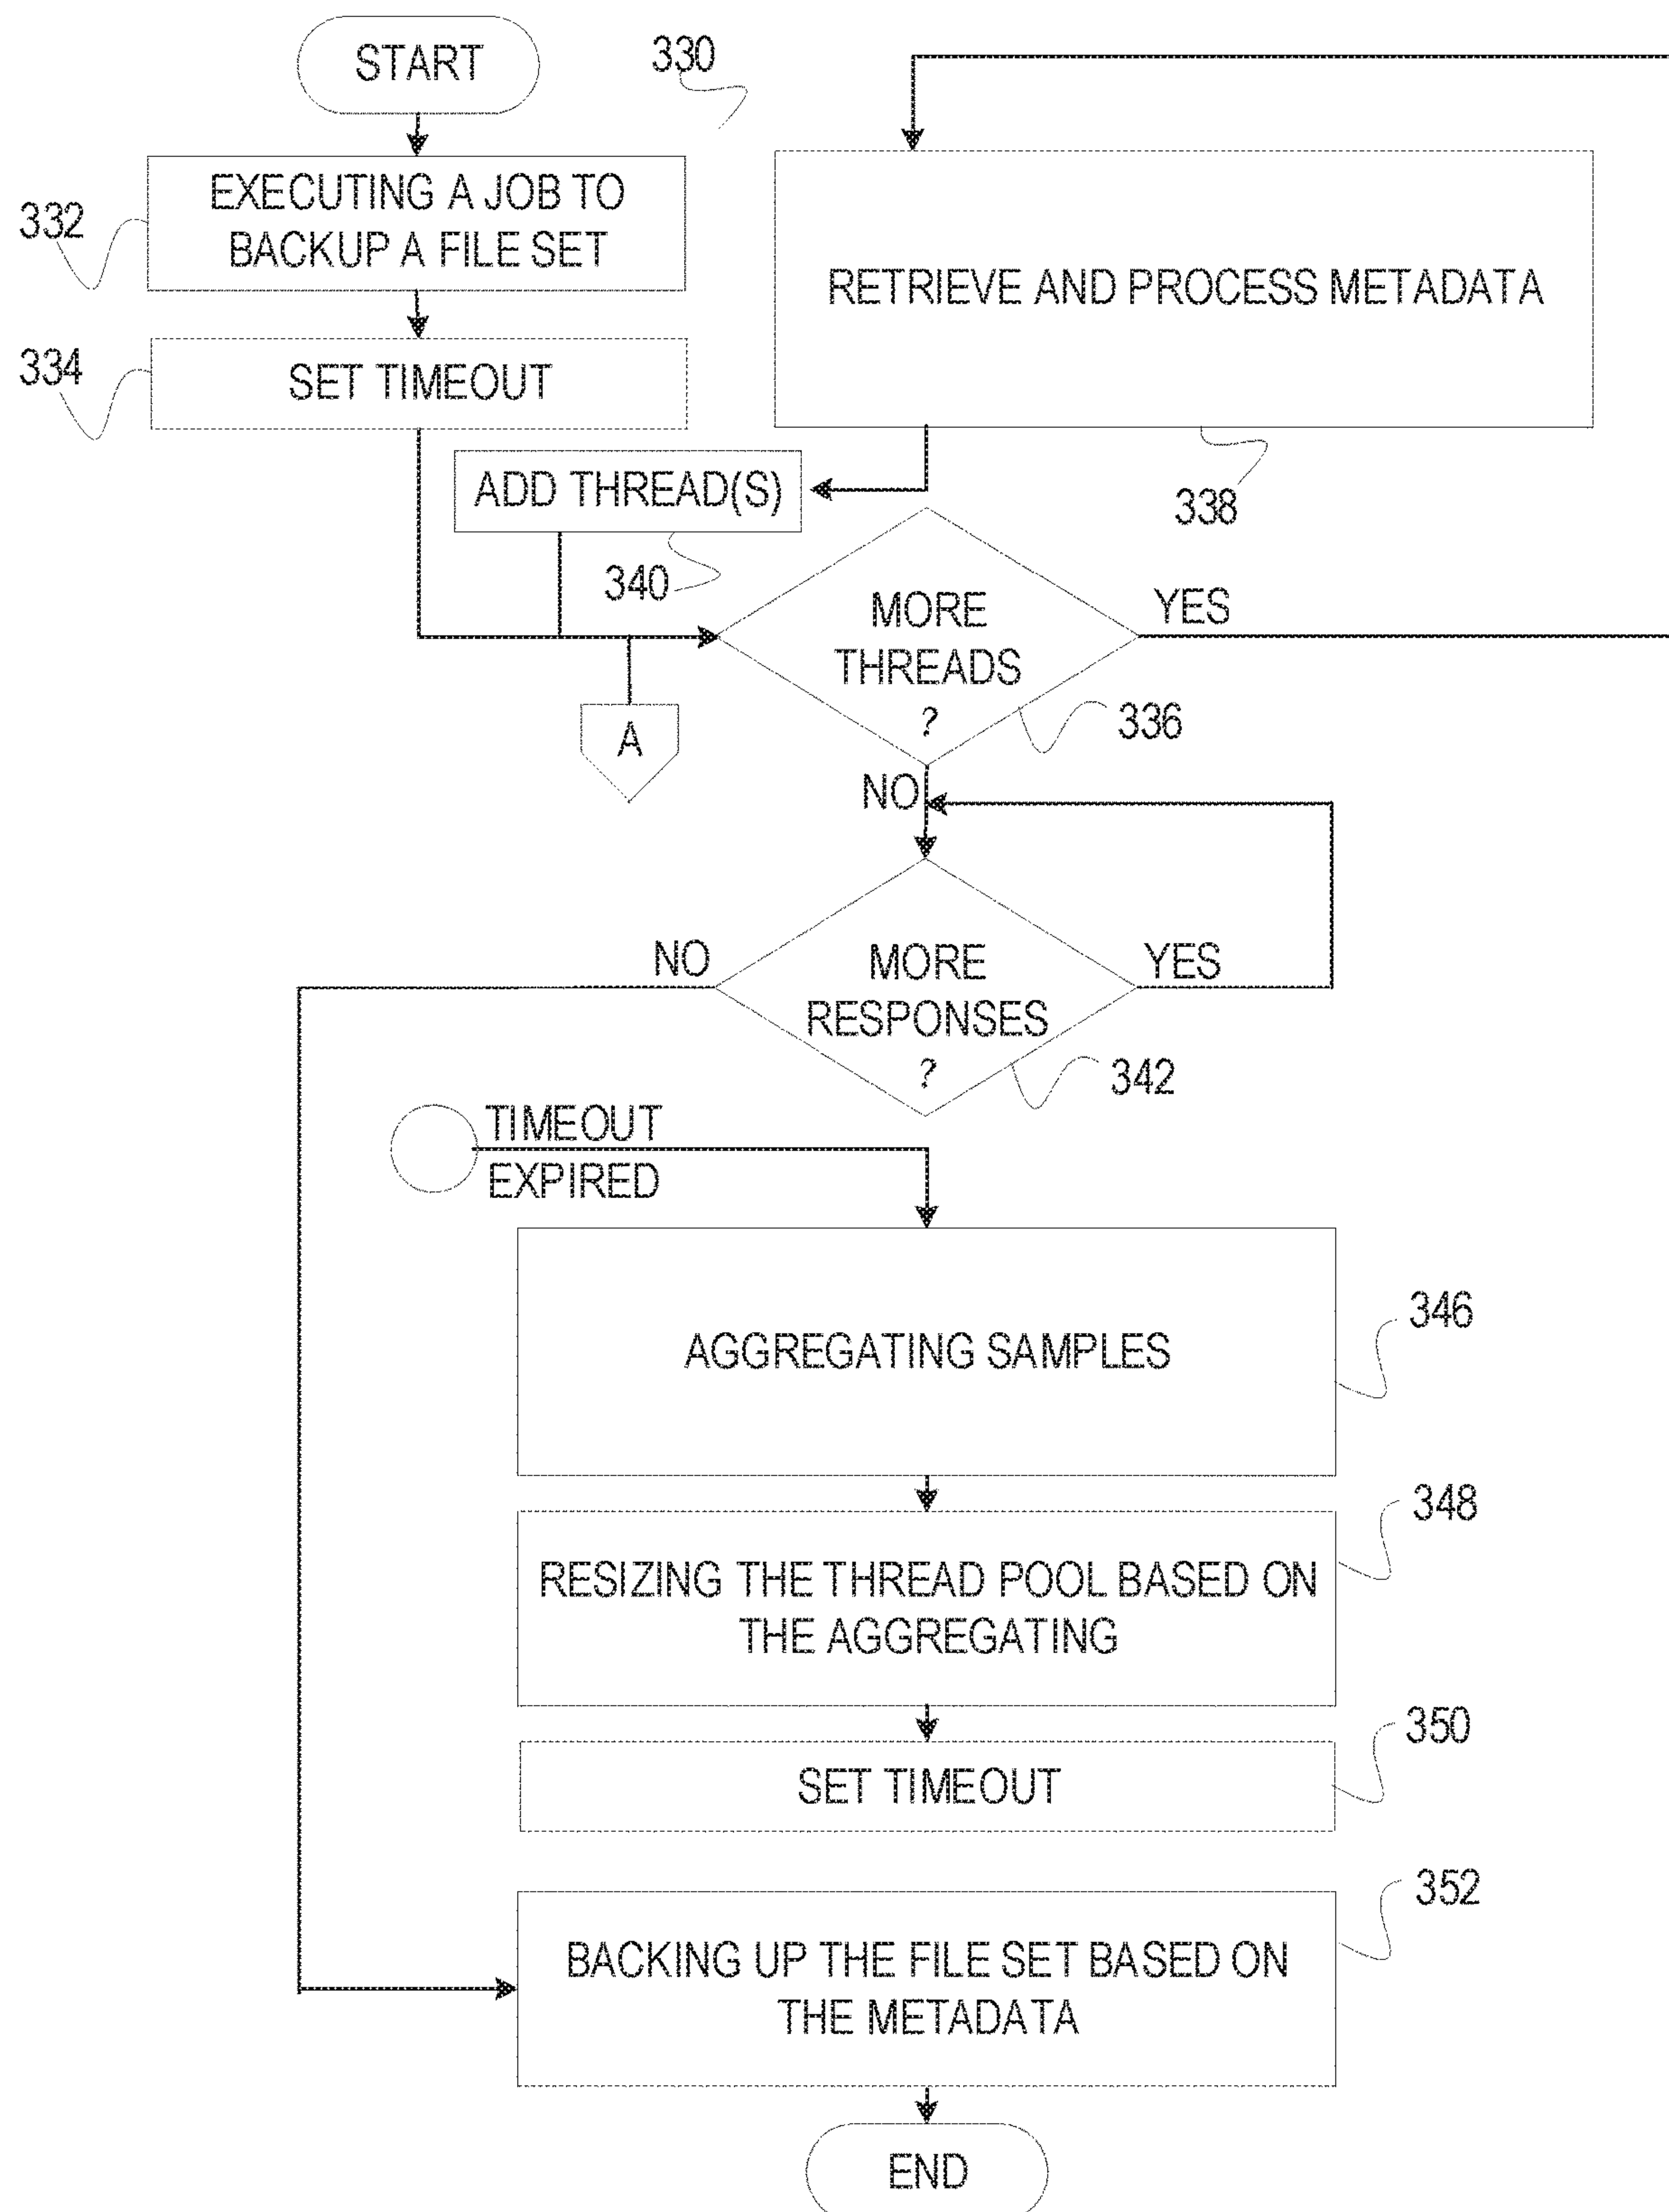 START
330
332
EXECUTING A JOB TO
BACKUP A FILE SET
RETRIEVE AND PROCESS METADATA
334
SET TIMEOUT
338
ADD THREAD(S)
340
MORE
THREADS
?
YES
336
A
NO
MORE
RESPONSES
?
NO
YES
342
TIMEOUT
EXPIRED
AGGREGATING SAMPLES
346
RESIZING THE THREAD POOL BASED ON
THE AGGREGATING
348
SET TIMEOUT
350
BACKING UP THE FILE SET BASED ON
THE METADATA
352
END